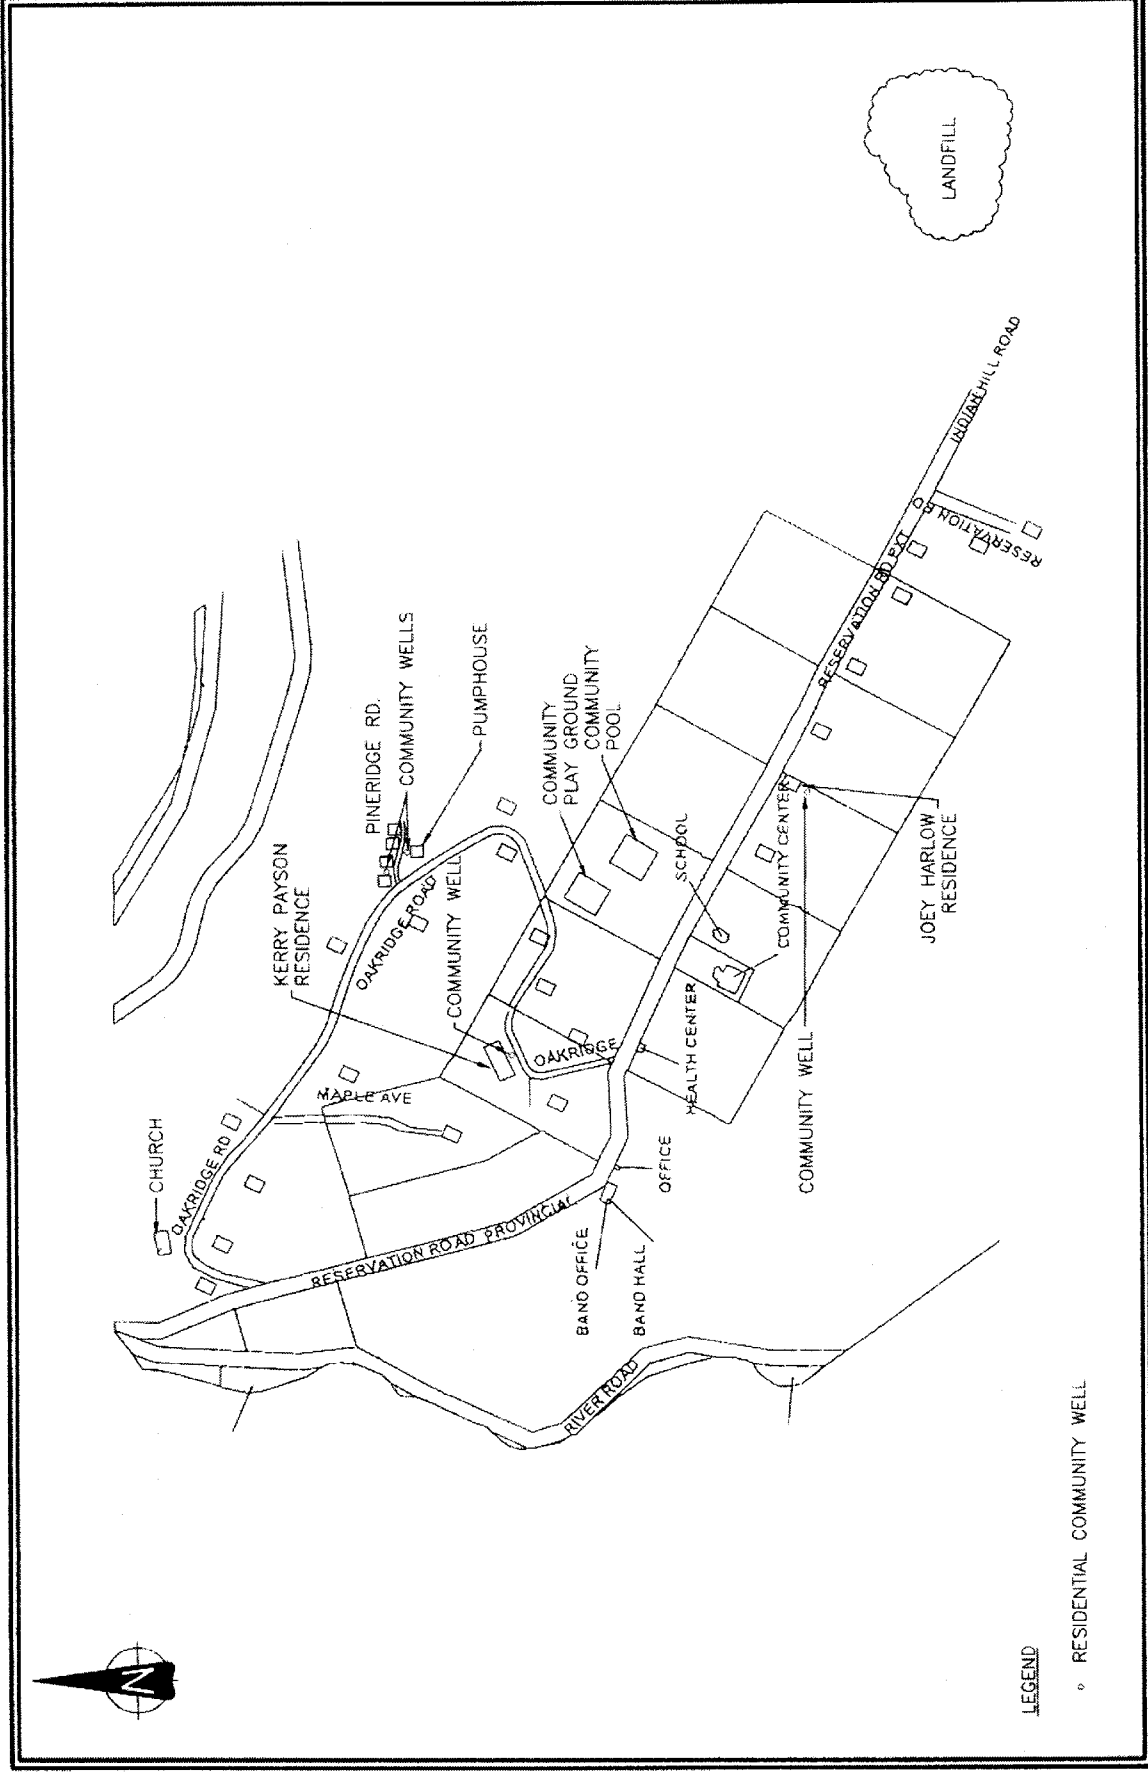 N
CHURCH
OAKRIDGE RD
MAPLE AVE
KERRY PAYSON
RESIDENCE
OAKRIDGE ROAD
PINERIDGE RD.
COMMUNITY WELLS
PUMPHOUSE
COMMUNITY WELL
COMMUNITY
PLAY GROUND
COMMUNITY
POOL
OAKRIDGE
RESERVATION ROAD PROVINCIAL
RIVER ROAD
BAND OFFICE
BAND HALL
OFFICE
HEALTH CENTER
SCHOOL
COMMUNITY CENTER
COMMUNITY WELL
JOEY HARLOW
RESIDENCE
RESERVATION RD EXT
RESERVATION RD
INDIAN HILL ROAD
LANDFILL
LEGEND
RESIDENTIAL COMMUNITY WELL